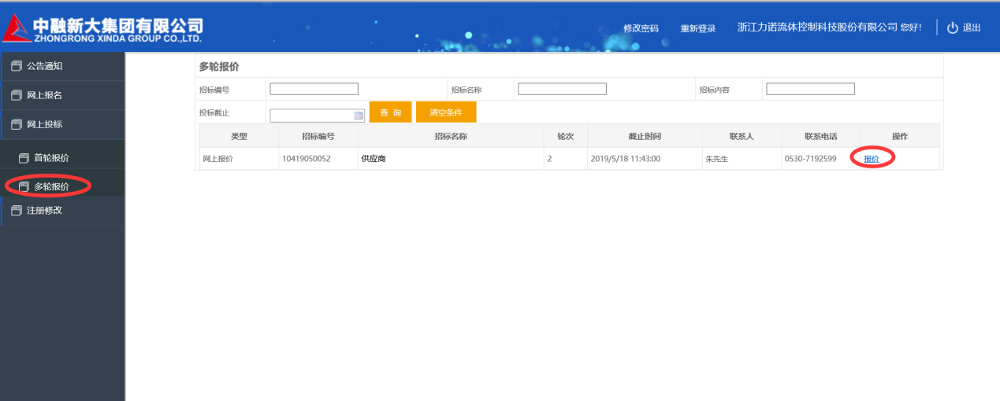 中融新大集团有限公司
ZHONGRONG XINDA GROUP CO.,LTD.
修改密码 重新登录 浙江力诺流体控制科技股份有限公司 您好! 退出
公告通知
网上报名
网上投标
首轮报价
多轮报价
注册修改
多轮报价
招标编号 招标名称 招标内容
投标截止 查 询 清空条件
类型 招标编号 招标名称 轮次 截止时间 联系人 联系电话 操作
网上报价 10419050052 供应商 2 2019/5/18 11:43:00 朱先生 0530-7192599 报价